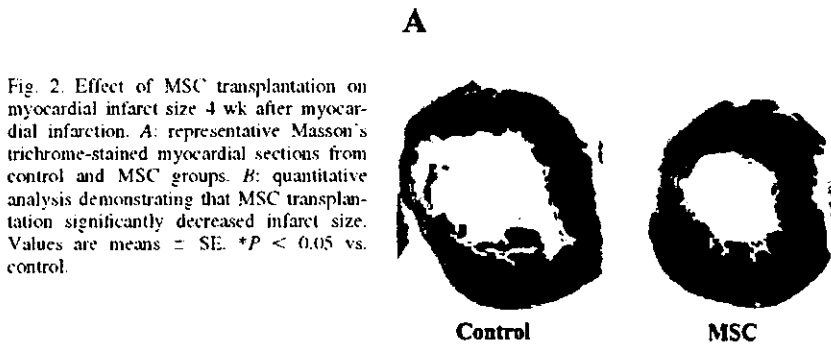 A
Fig. 2. Effect of MSC transplantation on
myocardial infarct size 4 wk after myocar-
dial infarction. A: representative Masson's
trichrome-stained myocardial sections from
control and MSC groups. B: quantitative
analysis demonstrating that MSC transplan-
tation significantly decreased infarct size.
Values are means ± SE. *P < 0.05 vs.
control.
Control MSC